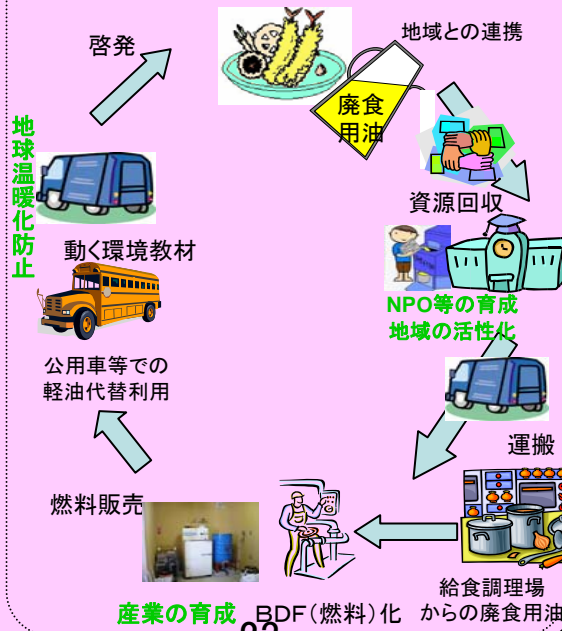 啓発
地域との連携
廃食
用油
地球温暖化防止
資源回収
動く環境教材
NPO等の育成
地域の活性化
公用車等での
軽油代替利用
運搬
燃料販売
給食調理場
からの廃食用油
産業の育成
BDF(燃料)化